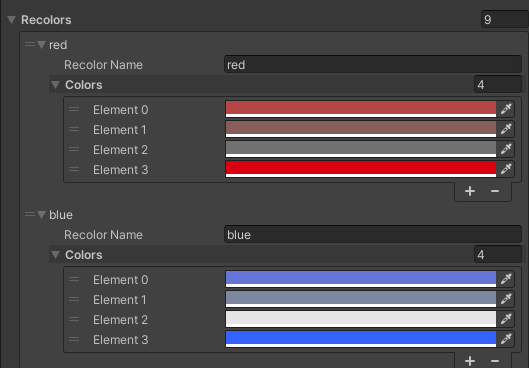 Recolors 9
red
Recolor Name red
Colors 4
Element 0
Element 1
Element 2
Element 3
+ −
blue
Recolor Name blue
Colors 4
Element 0
Element 1
Element 2
Element 3
+ −